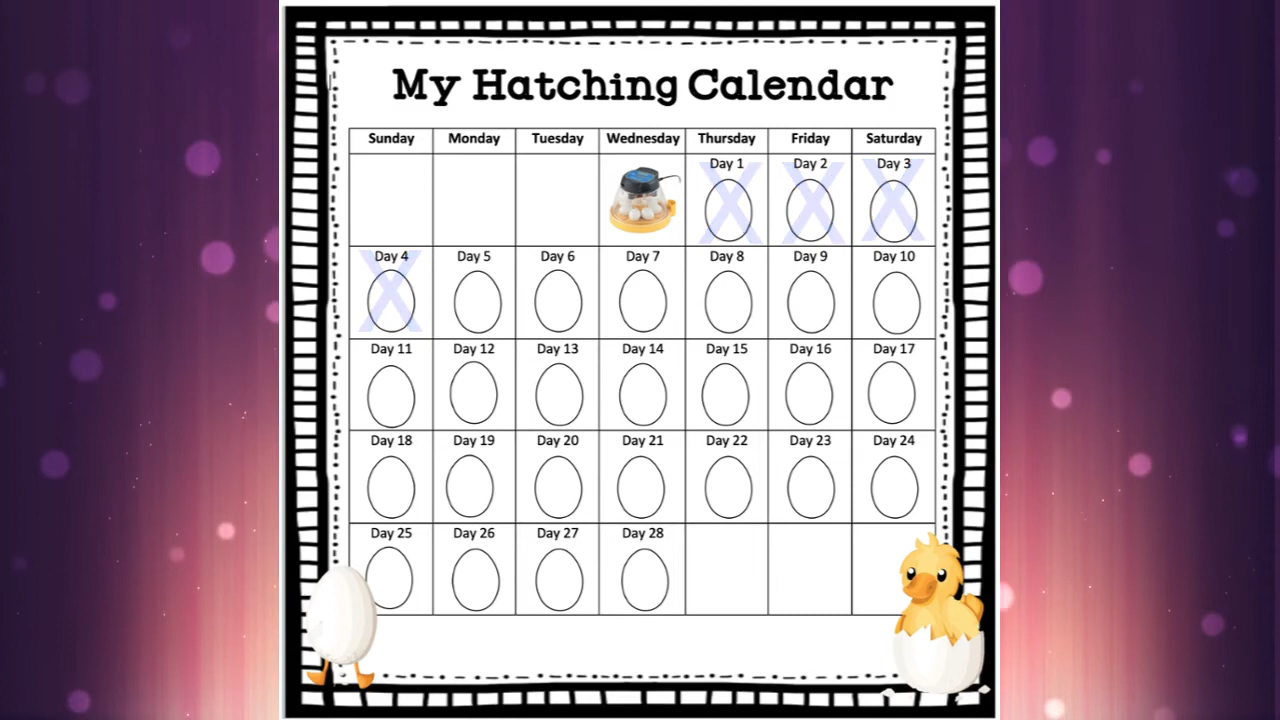 My Hatching Calendar
Sunday Monday Tuesday Wednesday Thursday Friday Saturday
Day 1 Day 2 Day 3
X X X
Day 4 Day 5 Day 6 Day 7 Day 8 Day 9 Day 10
X
Day 11 Day 12 Day 13 Day 14 Day 15 Day 16 Day 17
Day 18 Day 19 Day 20 Day 21 Day 22 Day 23 Day 24
Day 25 Day 26 Day 27 Day 28